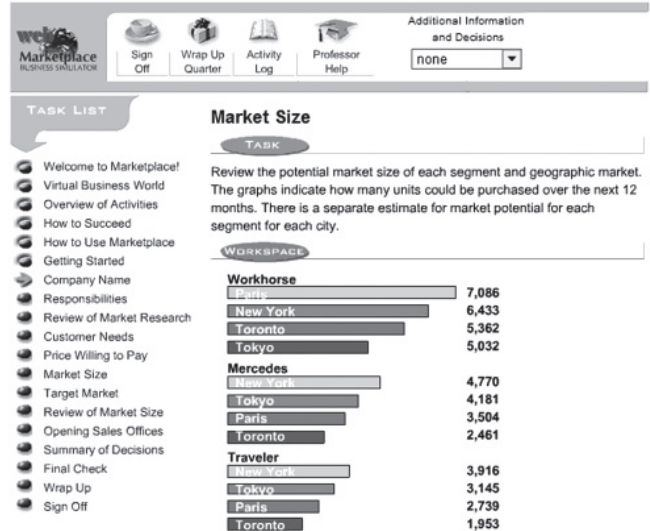 web
Marketplace
BUSINESS SIMULATOR
Sign
Off
Wrap Up
Quarter
Activity
Log
Professor
Help
Additional Information
and Decisions
none
TASK LIST
Welcome to Marketplace!
Virtual Business World
Overview of Activities
How to Succeed
How to Use Marketplace
Getting Started
Company Name
Responsibilities
Review of Market Research
Customer Needs
Price Willing to Pay
Market Size
Target Market
Review of Market Size
Opening Sales Offices
Summary of Decisions
Final Check
Wrap Up
Sign Off
Market Size
TASK
Review the potential market size of each segment and geographic market.
The graphs indicate how many units could be purchased over the next 12
months. There is a separate estimate for market potential for each
segment for each city.
WORKSPACE
Workhorse
Paris 7,086
New York 6,433
Toronto 5,362
Tokyo 5,032
Mercedes
New York 4,770
Tokyo 4,181
Paris 3,504
Toronto 2,461
Traveler
New York 3,916
Tokyo 3,145
Paris 2,739
Toronto 1,953